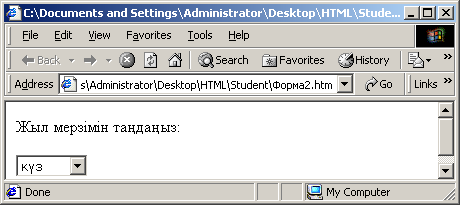 C:\Documents and Settings\Administrator\Desktop\HTML\Stude...
File Edit View Favorites Tools Help
Back Search Favorites History
Address s\Administrator\Desktop\HTML\Student\Форма2.htm Go Links
Жыл мерзімін таңдаңыз:
күз
Done My Computer